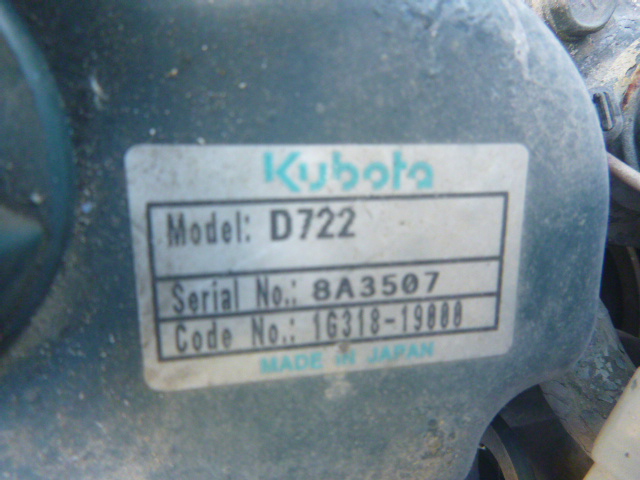 Kubota
Model: D722
Serial No.: 8A3507
Code No.: 1G318-19000
MADE IN JAPAN